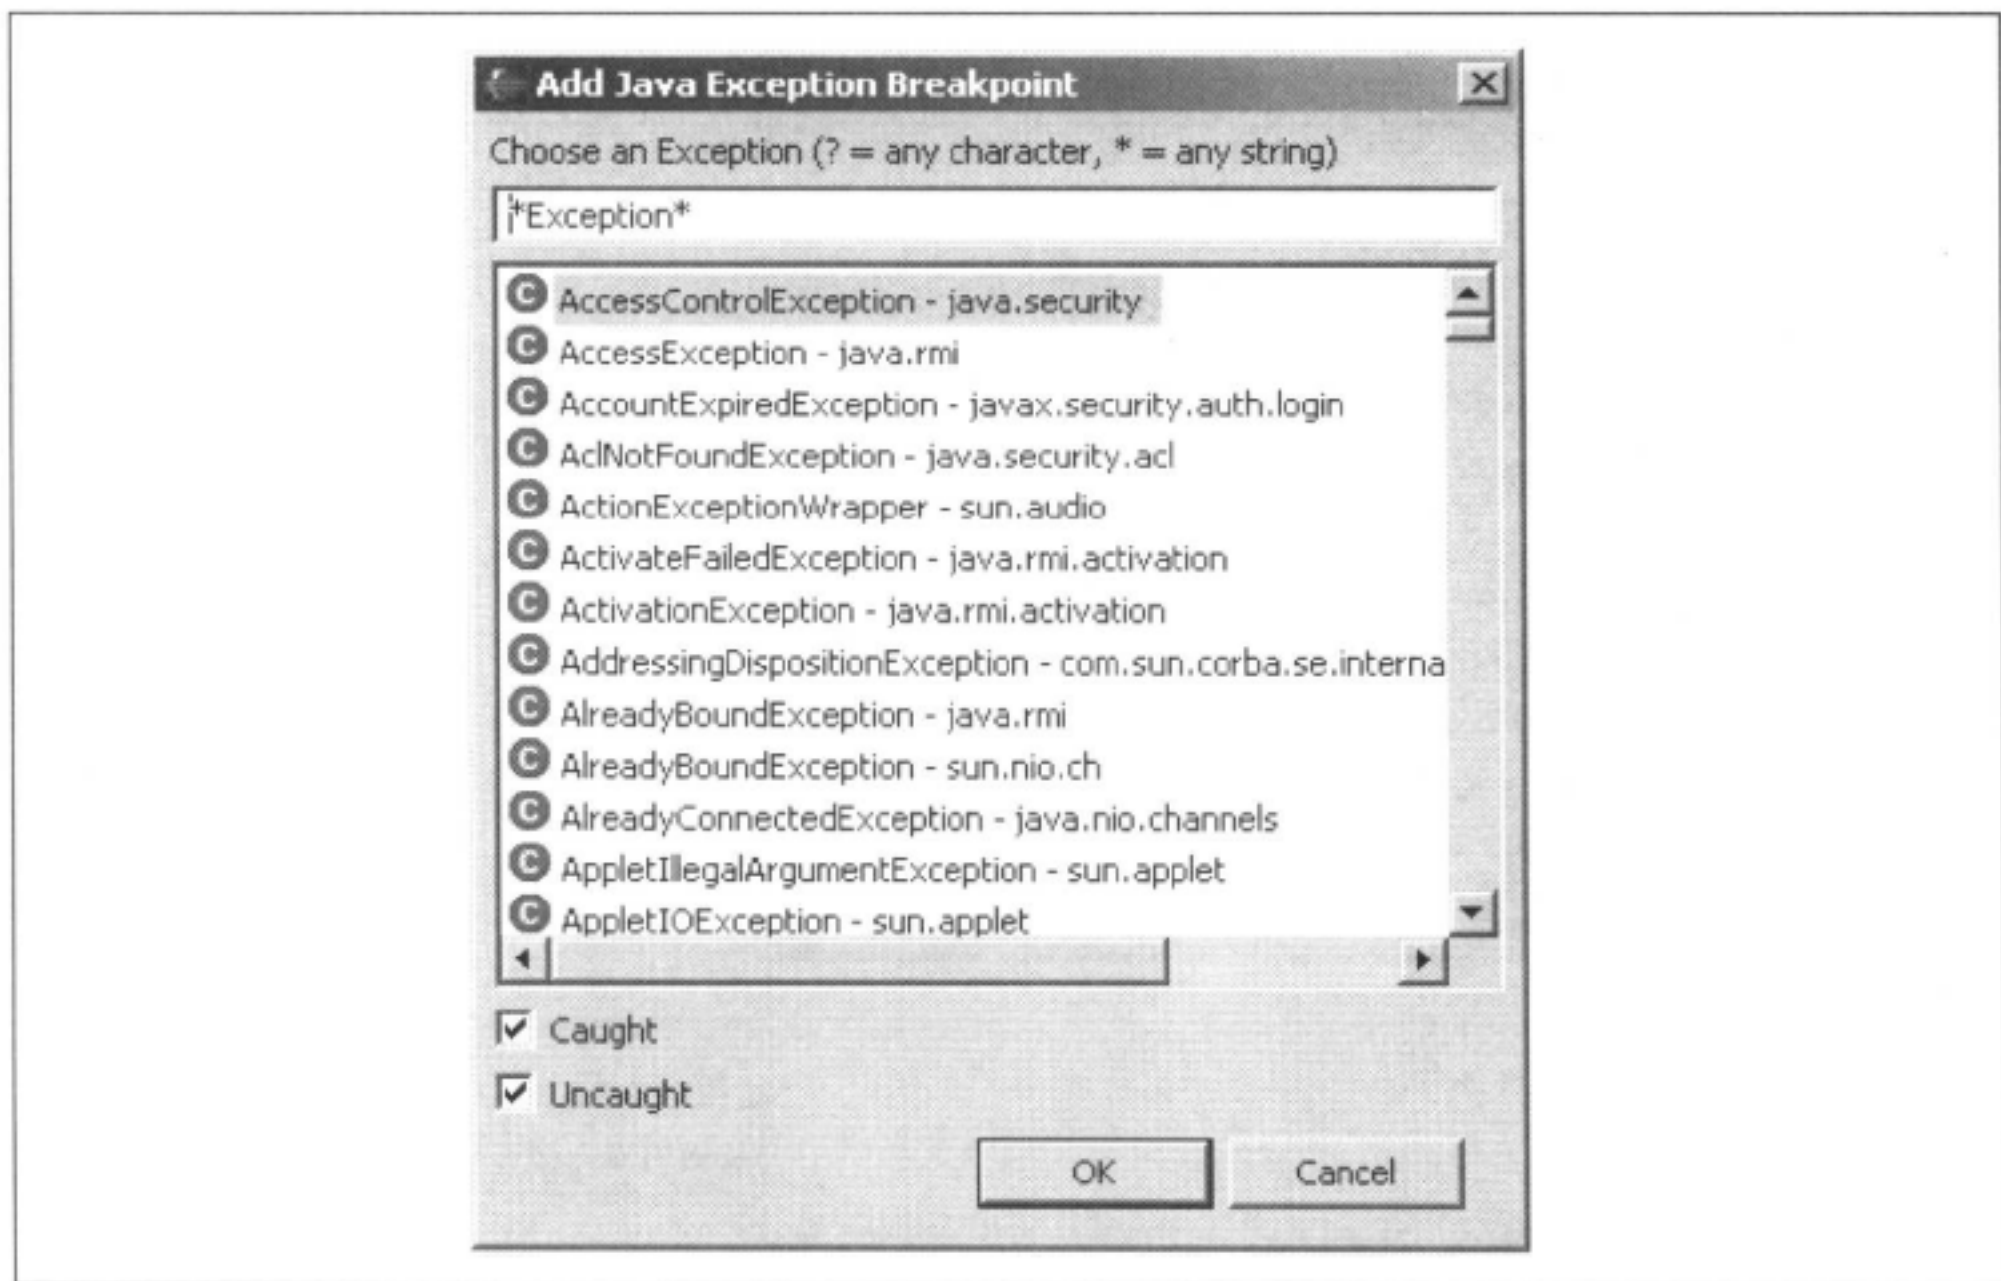 Add Java Exception Breakpoint
Choose an Exception (? = any character, * = any string)
*Exception*
AccessControlException - java.security
AccessException - java.rmi
AccountExpiredException - javax.security.auth.login
AclNotFoundException - java.security.acl
ActionExceptionWrapper - sun.audio
ActivateFailedException - java.rmi.activation
ActivationException - java.rmi.activation
AddressingDispositionException - com.sun.corba.se.interna
AlreadyBoundException - java.rmi
AlreadyBoundException - sun.nio.ch
AlreadyConnectedException - java.nio.channels
AppletIllegalArgumentException - sun.applet
AppletIOException - sun.applet
Caught
Uncaught
OK Cancel